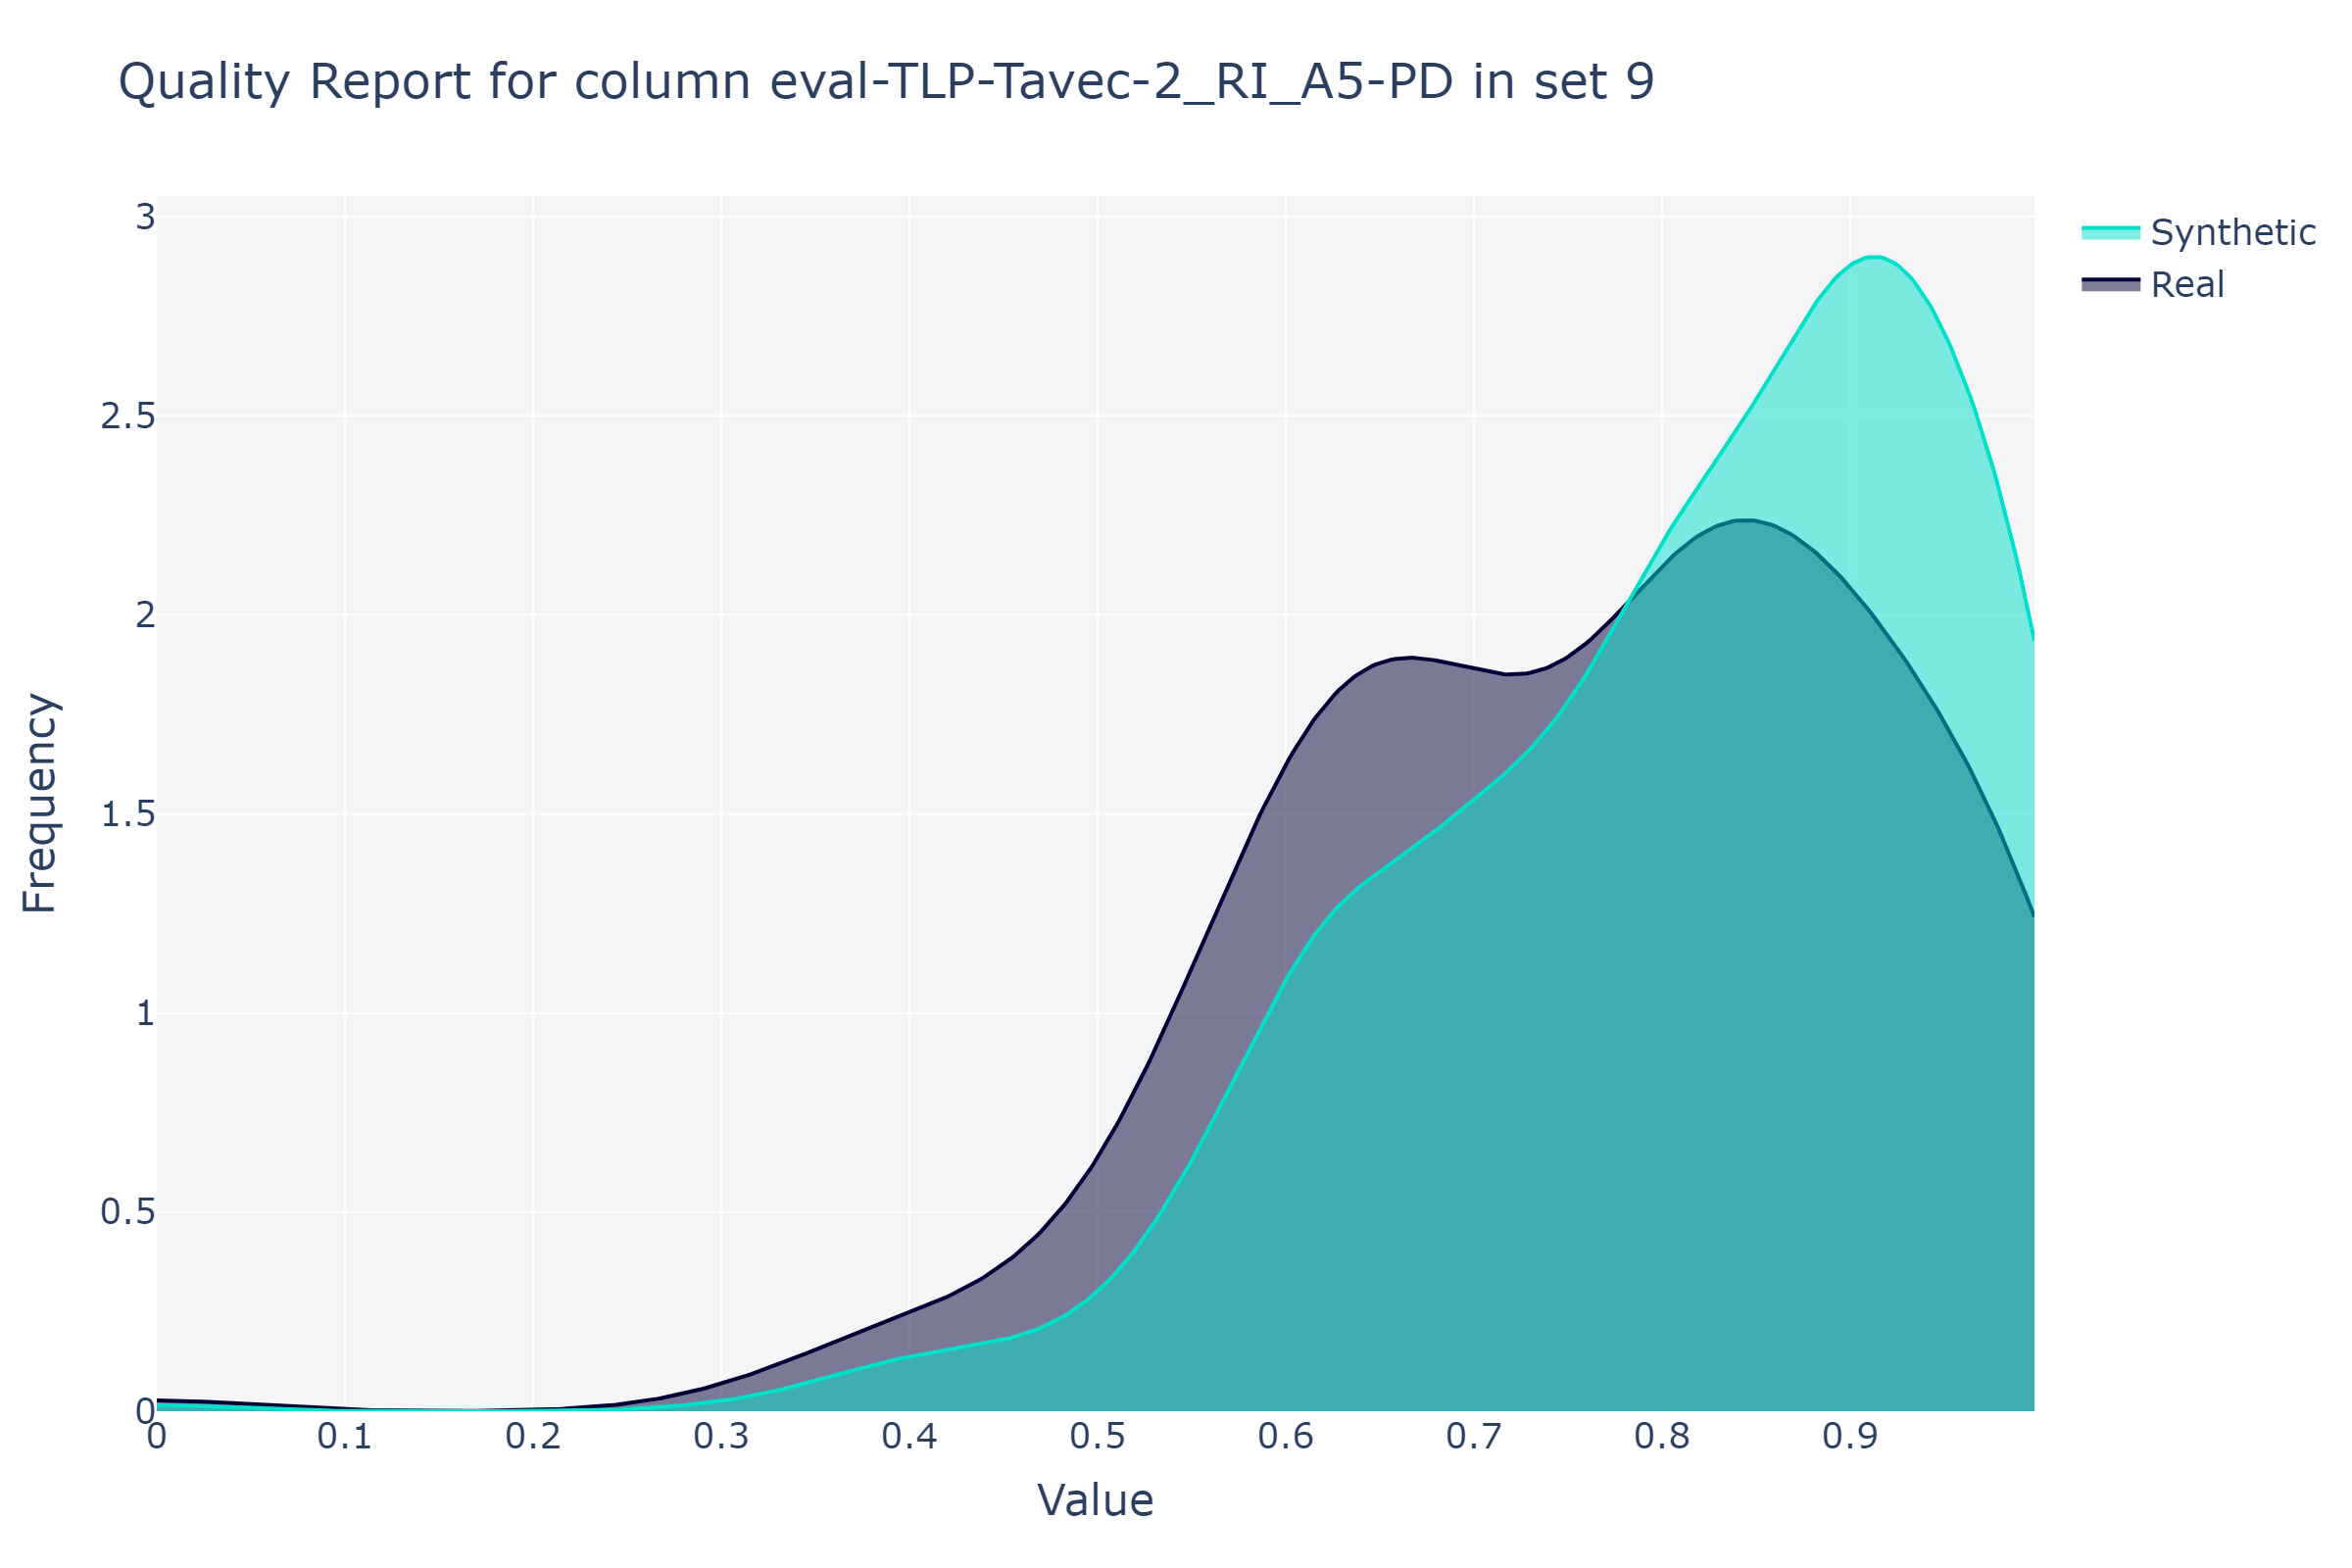 Quality Report for column eval-TLP-Tavec-2_RI_A5-PD in set 9
Synthetic
Real
Frequency
3
2.5
2
1.5
1
0.5
0
0 0.1 0.2 0.3 0.4 0.5 0.6 0.7 0.8 0.9
Value